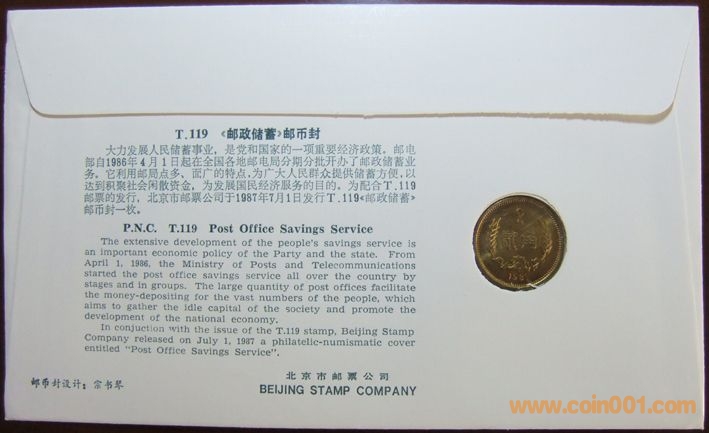 T.119 《邮政储蓄》邮币封
大力发展人民储蓄事业，是党和国家的一项重要经济政策。邮电
部自1986年4月1日起在全国各地邮电局分期分批开办了邮政储蓄业
务。它利用邮局点多、面广的特点，为广大人民群众提供储蓄方便，以
达到积聚社会闲散资金，为发展国民经济服务的目的。为配合T.119
邮票的发行，北京市邮票公司于1987年7月1日发行T.119《邮政储蓄》
邮币封一枚。
P.N.C. T.119 Post Office Savings Service
The extensive development of the people's savings service is
an important economic policy of the Party and the state. From
April 1, 1986, the Ministry of Posts and Telecommunications
started the post office savings service all over the country by
stages and in groups. The large quantity of post offices facilitate
the money-depositing for the vast numbers of the people, which
aims to gather the idle capital of the society and promote the
development of the national economy.
In conjuction with the issue of the T.119 stamp, Beijing Stamp
Company released on July 1, 1987 a philatelic-numismatic cover
entitled "Post Office Savings Service".
贰角
邮币封设计：宗书琴
北京市邮票公司
BEIJING STAMP COMPANY
www.coin001.com